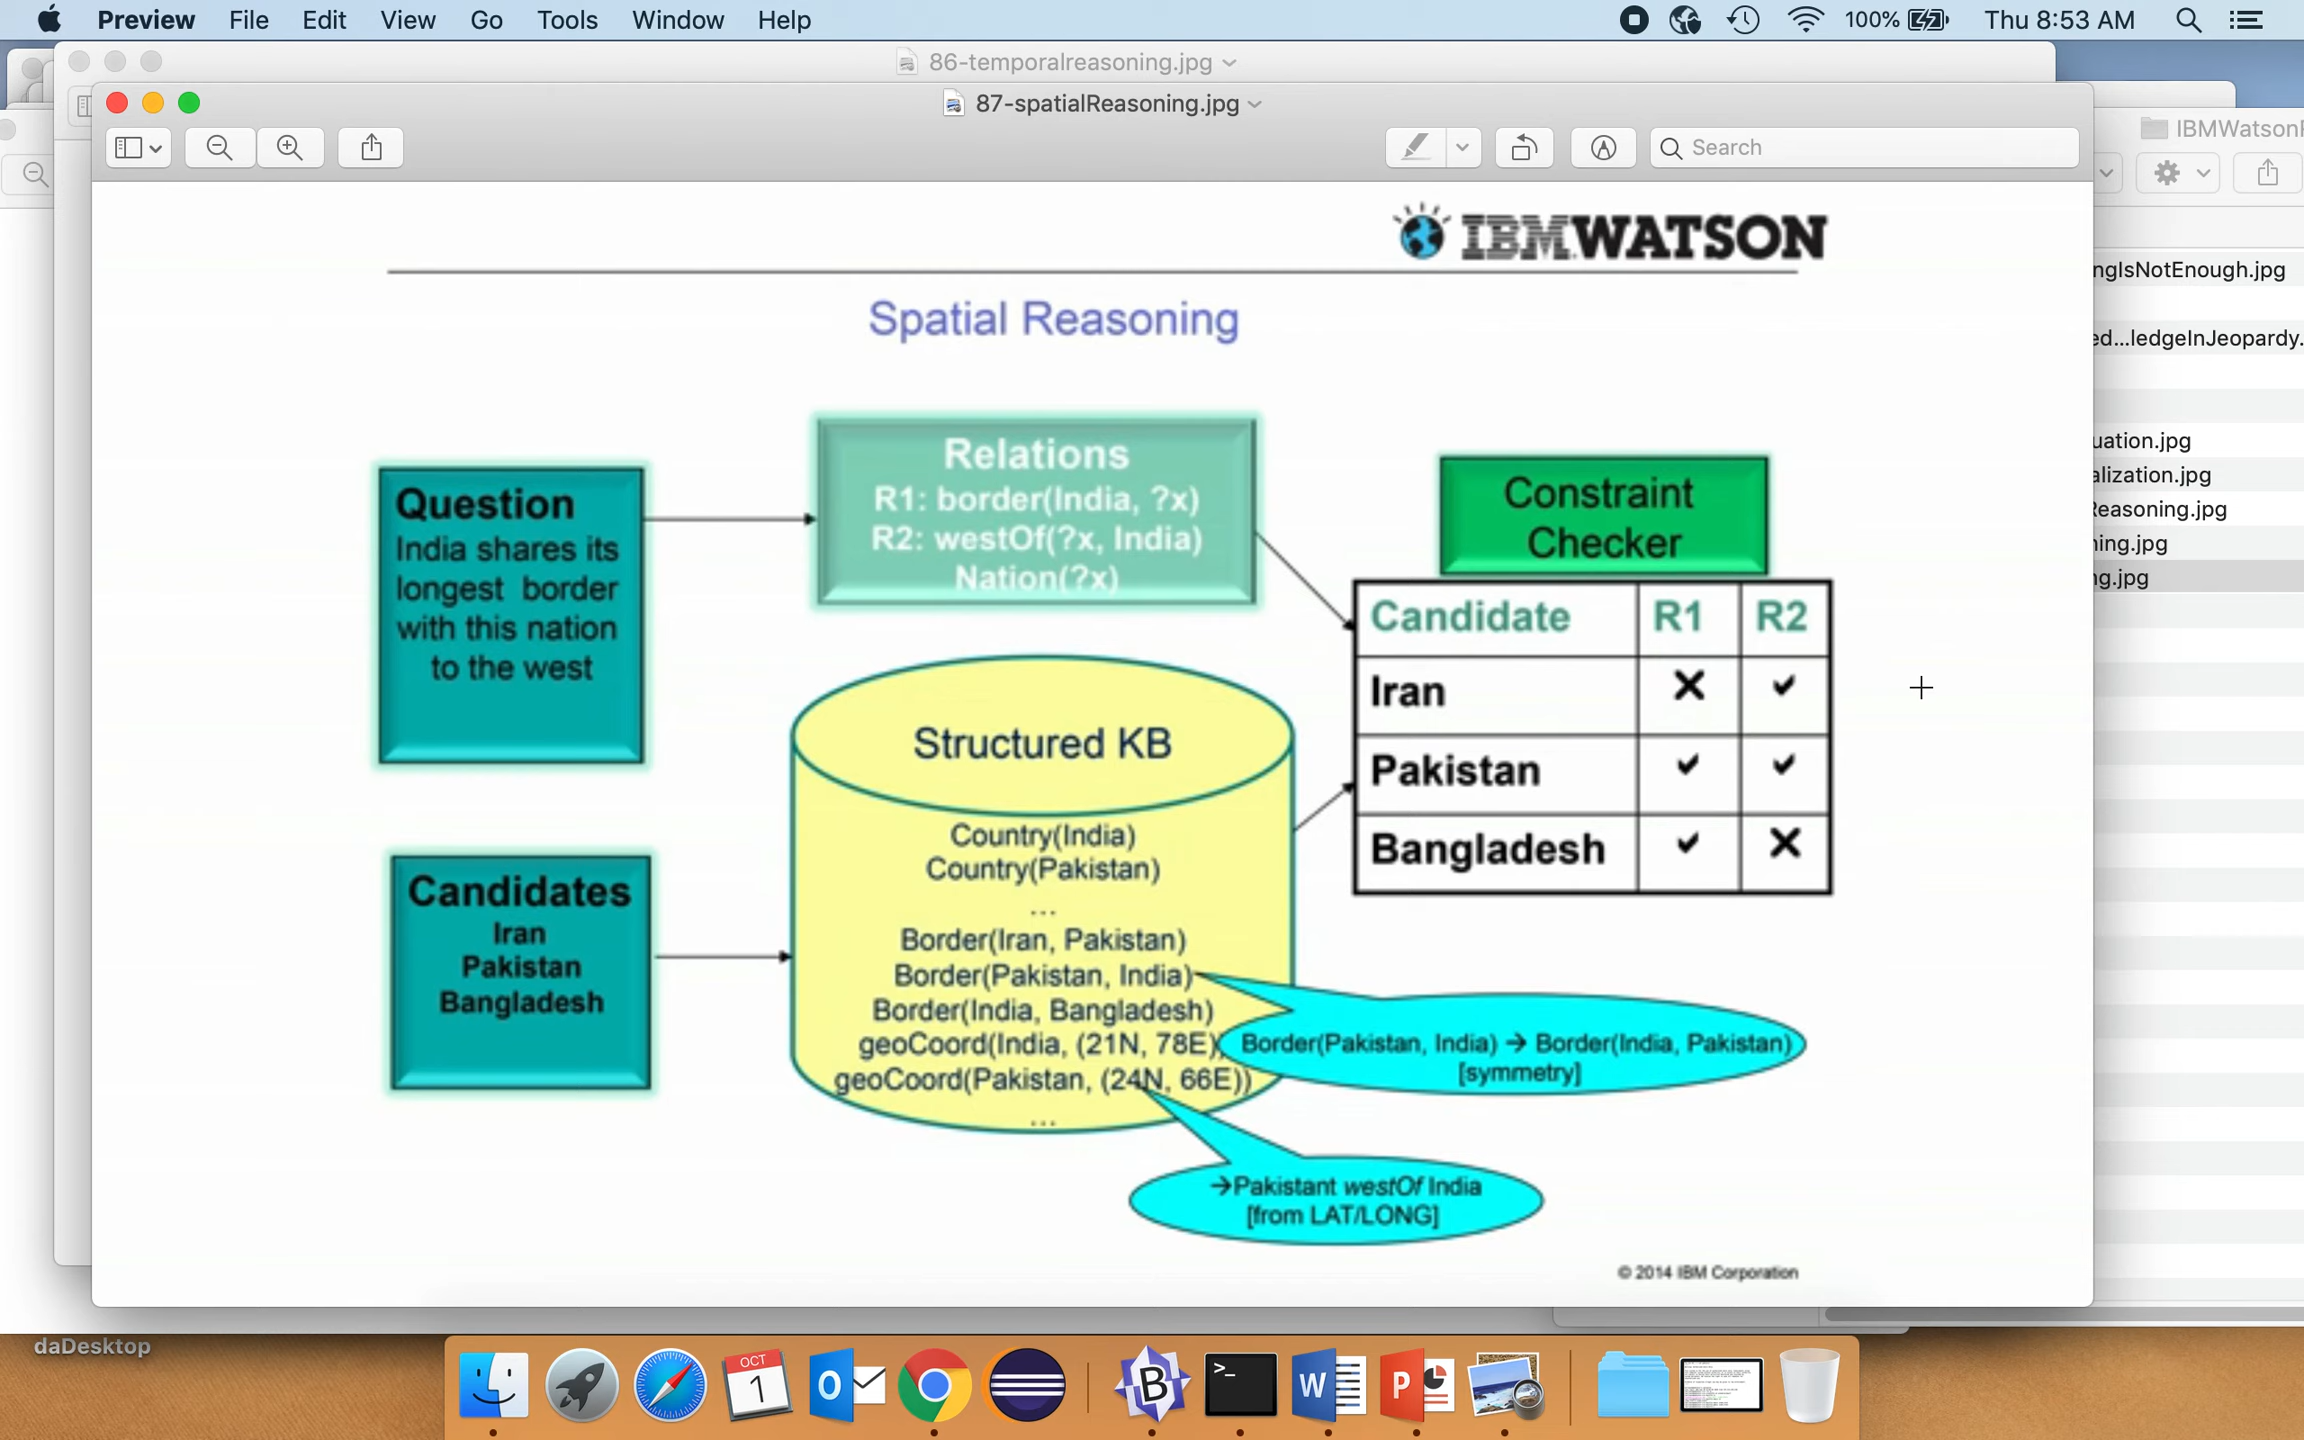 Preview File Edit View Go Tools Window Help 100% Thu 8:53 AM
86-temporalreasoning.jpg
87-spatialReasoning.jpg
Search
IBMWatson
IBM WATSON
Spatial Reasoning
Question
India shares its
longest border
with this nation
to the west
Relations
R1: border(India, ?x)
R2: westOf(?x, India)
Nation(?x)
Constraint
Checker
Candidate R1 R2
Iran ✕ ✓
Pakistan ✓ ✓
Bangladesh ✓ ✕
Candidates
Iran
Pakistan
Bangladesh
Structured KB
Country(India)
Country(Pakistan)
...
Border(Iran, Pakistan)
Border(Pakistan, India)
Border(India, Bangladesh)
geoCoord(India, (21N, 78E)
geoCoord(Pakistan, (24N, 66E))
...
Border(Pakistan, India) → Border(India, Pakistan)
[symmetry]
→Pakistant westOf India
[from LAT/LONG]
© 2014 IBM Corporation
ngIsNotEnough.jpg
ed...ledgeInJeopardy.
uation.jpg
alization.jpg
Reasoning.jpg
ning.jpg
ng.jpg
daDesktop
OCT
1